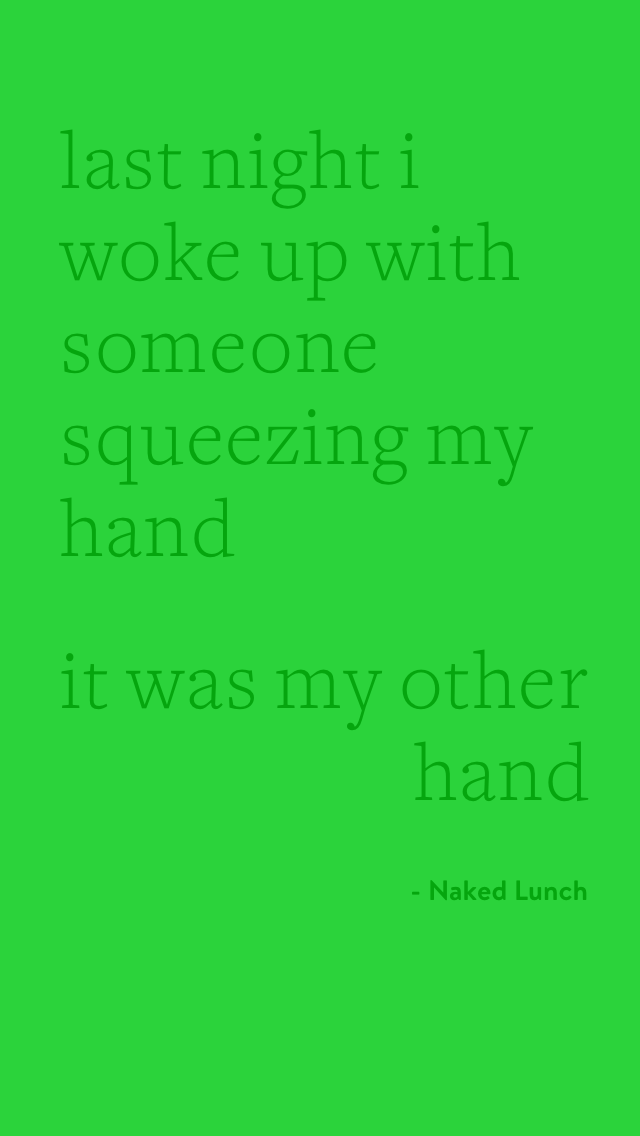 last night i
woke up with
someone
squeezing my
hand
it was my other
hand
- Naked Lunch